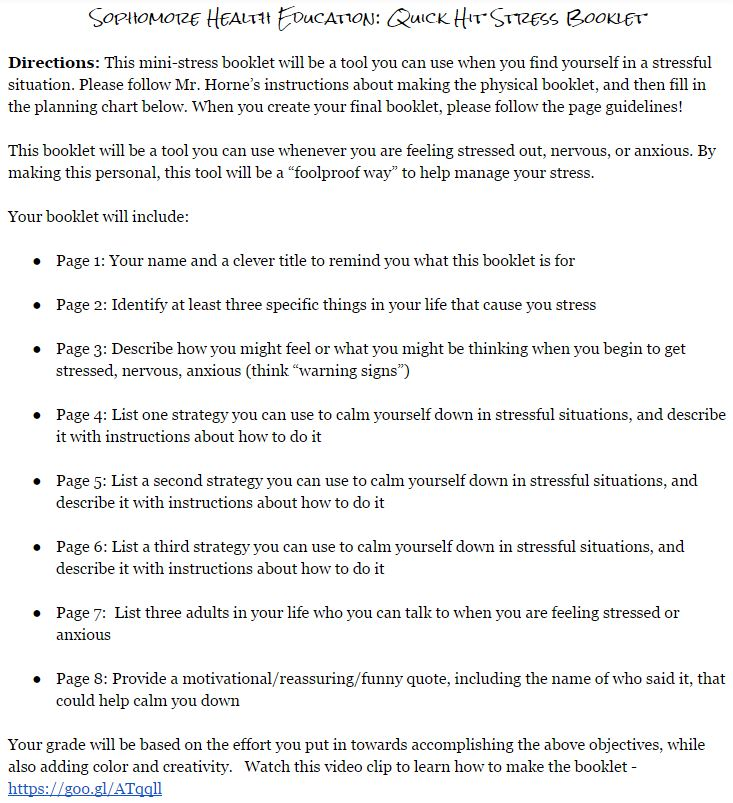 Sophomore Health Education: Quick Hit Stress Booklet
Directions: This mini-stress booklet will be a tool you can use when you find yourself in a stressful
situation. Please follow Mr. Horne’s instructions about making the physical booklet, and then fill in
the planning chart below. When you create your final booklet, please follow the page guidelines!
This booklet will be a tool you can use whenever you are feeling stressed out, nervous, or anxious. By
making this personal, this tool will be a “foolproof way” to help manage your stress.
Your booklet will include:
● Page 1: Your name and a clever title to remind you what this booklet is for
● Page 2: Identify at least three specific things in your life that cause you stress
● Page 3: Describe how you might feel or what you might be thinking when you begin to get
stressed, nervous, anxious (think “warning signs”)
● Page 4: List one strategy you can use to calm yourself down in stressful situations, and describe
it with instructions about how to do it
● Page 5: List a second strategy you can use to calm yourself down in stressful situations, and
describe it with instructions about how to do it
● Page 6: List a third strategy you can use to calm yourself down in stressful situations, and
describe it with instructions about how to do it
● Page 7:  List three adults in your life who you can talk to when you are feeling stressed or
anxious
● Page 8: Provide a motivational/reassuring/funny quote, including the name of who said it, that
could help calm you down
Your grade will be based on the effort you put in towards accomplishing the above objectives, while
also adding color and creativity.   Watch this video clip to learn how to make the booklet -
https://goo.gl/ATqqll